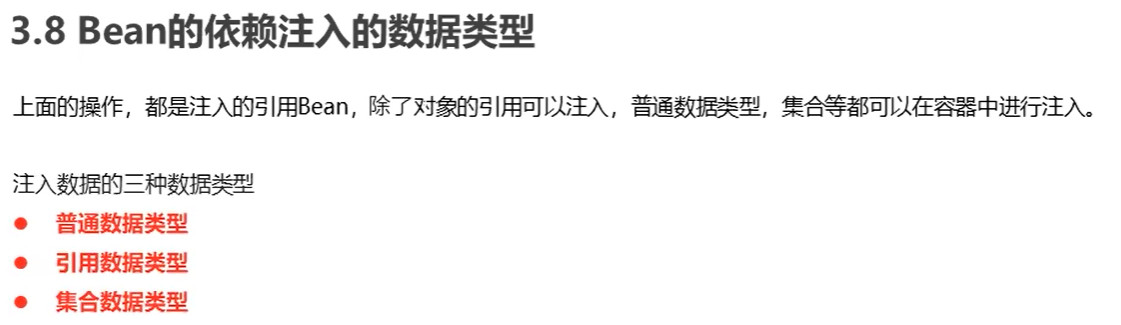 3.8 Bean的依赖注入的数据类型
上面的操作，都是注入的引用Bean，除了对象的引用可以注入，普通数据类型，集合等都可以在容器中进行注入。
注入数据的三种数据类型
● 普通数据类型
● 引用数据类型
● 集合数据类型